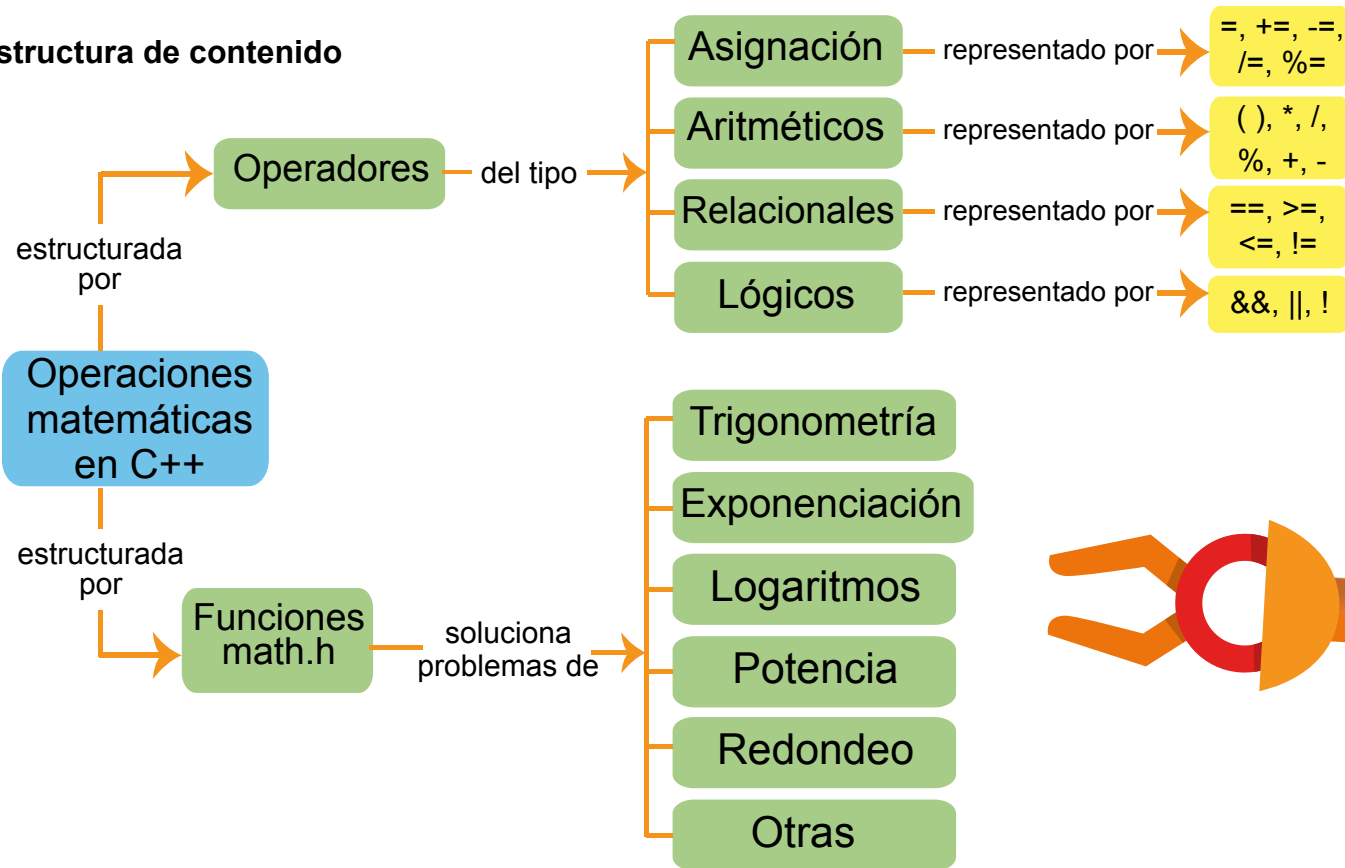 structura de contenido
Operaciones
matemáticas
en C++
estructurada
por
Operadores
del tipo
Asignación
representado por
=, +=, -=,
/=, %=
Aritméticos
representado por
( ), *, /,
%, +, -
Relacionales
representado por
==, >=,
<=, !=
Lógicos
representado por
&&, ||, !
estructurada
por
Funciones
math.h
soluciona
problemas de
Trigonometría
Exponenciación
Logaritmos
Potencia
Redondeo
Otras